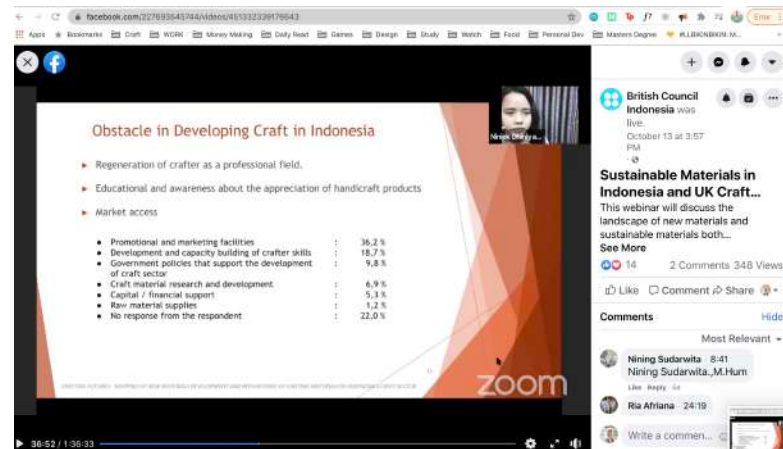 facebook.com/227693645744/videos/451332339179643
Apps Bookmarks Craft WORK Money Making Daily Read Games Design Study Watch Food Personal Dev Masters Degree
Obstacle in Developing Craft in Indonesia
Regeneration of crafter as a professional field.
Educational and awareness about the appreciation of handicraft products
Market access
Promotional and marketing facilities : 36,2 %
Development and capacity building of crafter skills : 18,7 %
Government policies that support the development : 9,8 %
of craft sector
Craft material research and development : 6,9 %
Capital / financial support : 5,3 %
Raw material supplies : 1,2 %
No response from the respondent : 22,0 %
zoom
36:52 / 1:36:33
British Council
Indonesia was
live.
October 13 at 3:57
PM
Sustainable Materials in
Indonesia and UK Craft...
This webinar will discuss the
landscape of new materials and
sustainable materials both...
See More
14 2 Comments 348 Views
Like Comment Share
Comments Hide
Most Relevant
Nining Sudarwita 8:41
Nining Sudarwita.,M.Hum
Like Reply
Ria Afriana 24:19
Write a commen...